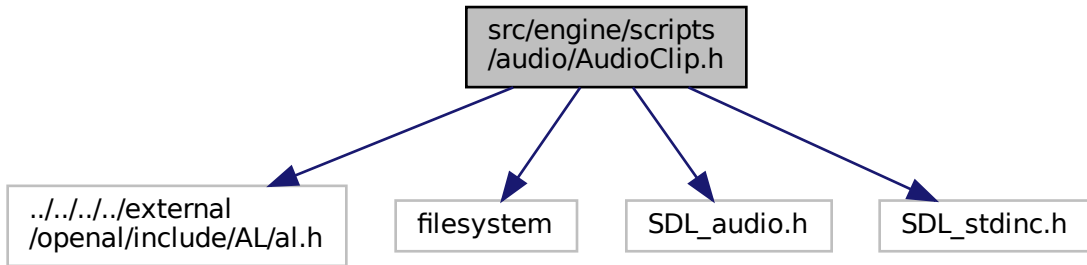 src/engine/scripts
/audio/AudioClip.h
../../../../external
/openal/include/AL/al.h
filesystem
SDL_audio.h
SDL_stdinc.h